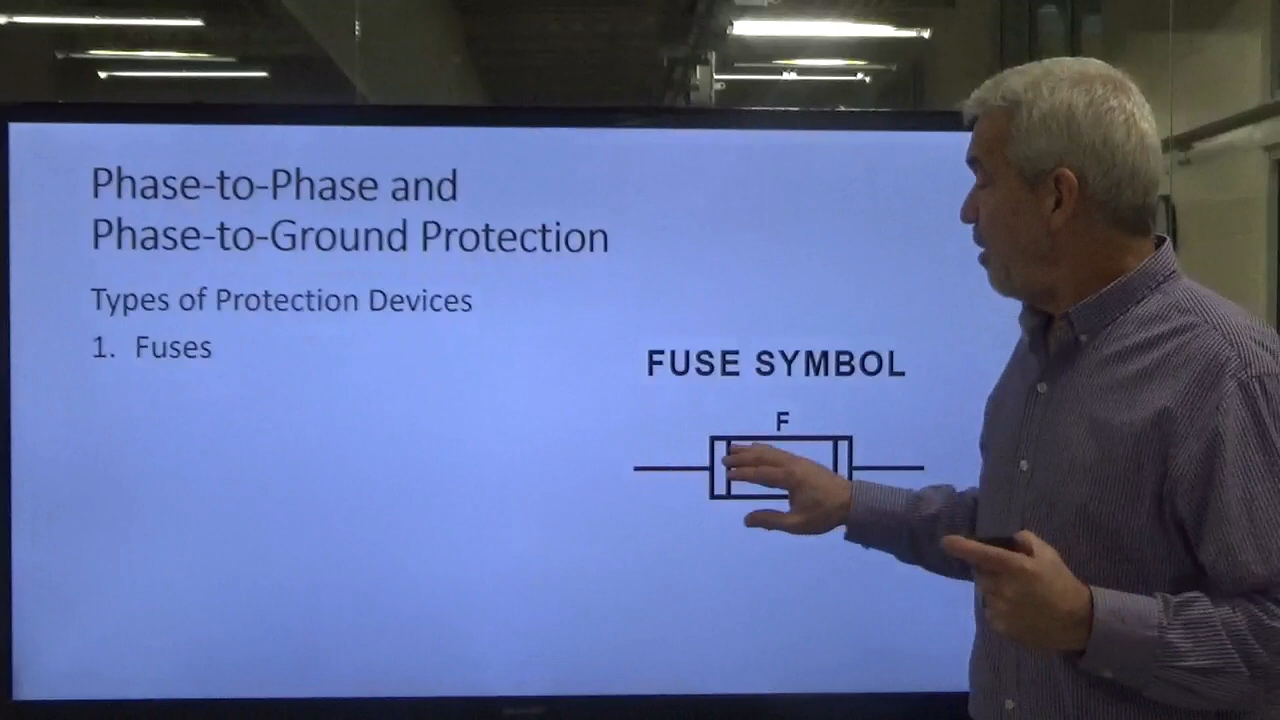 Phase-to-Phase and
Phase-to-Ground Protection
Types of Protection Devices
1. Fuses
FUSE SYMBOL
F